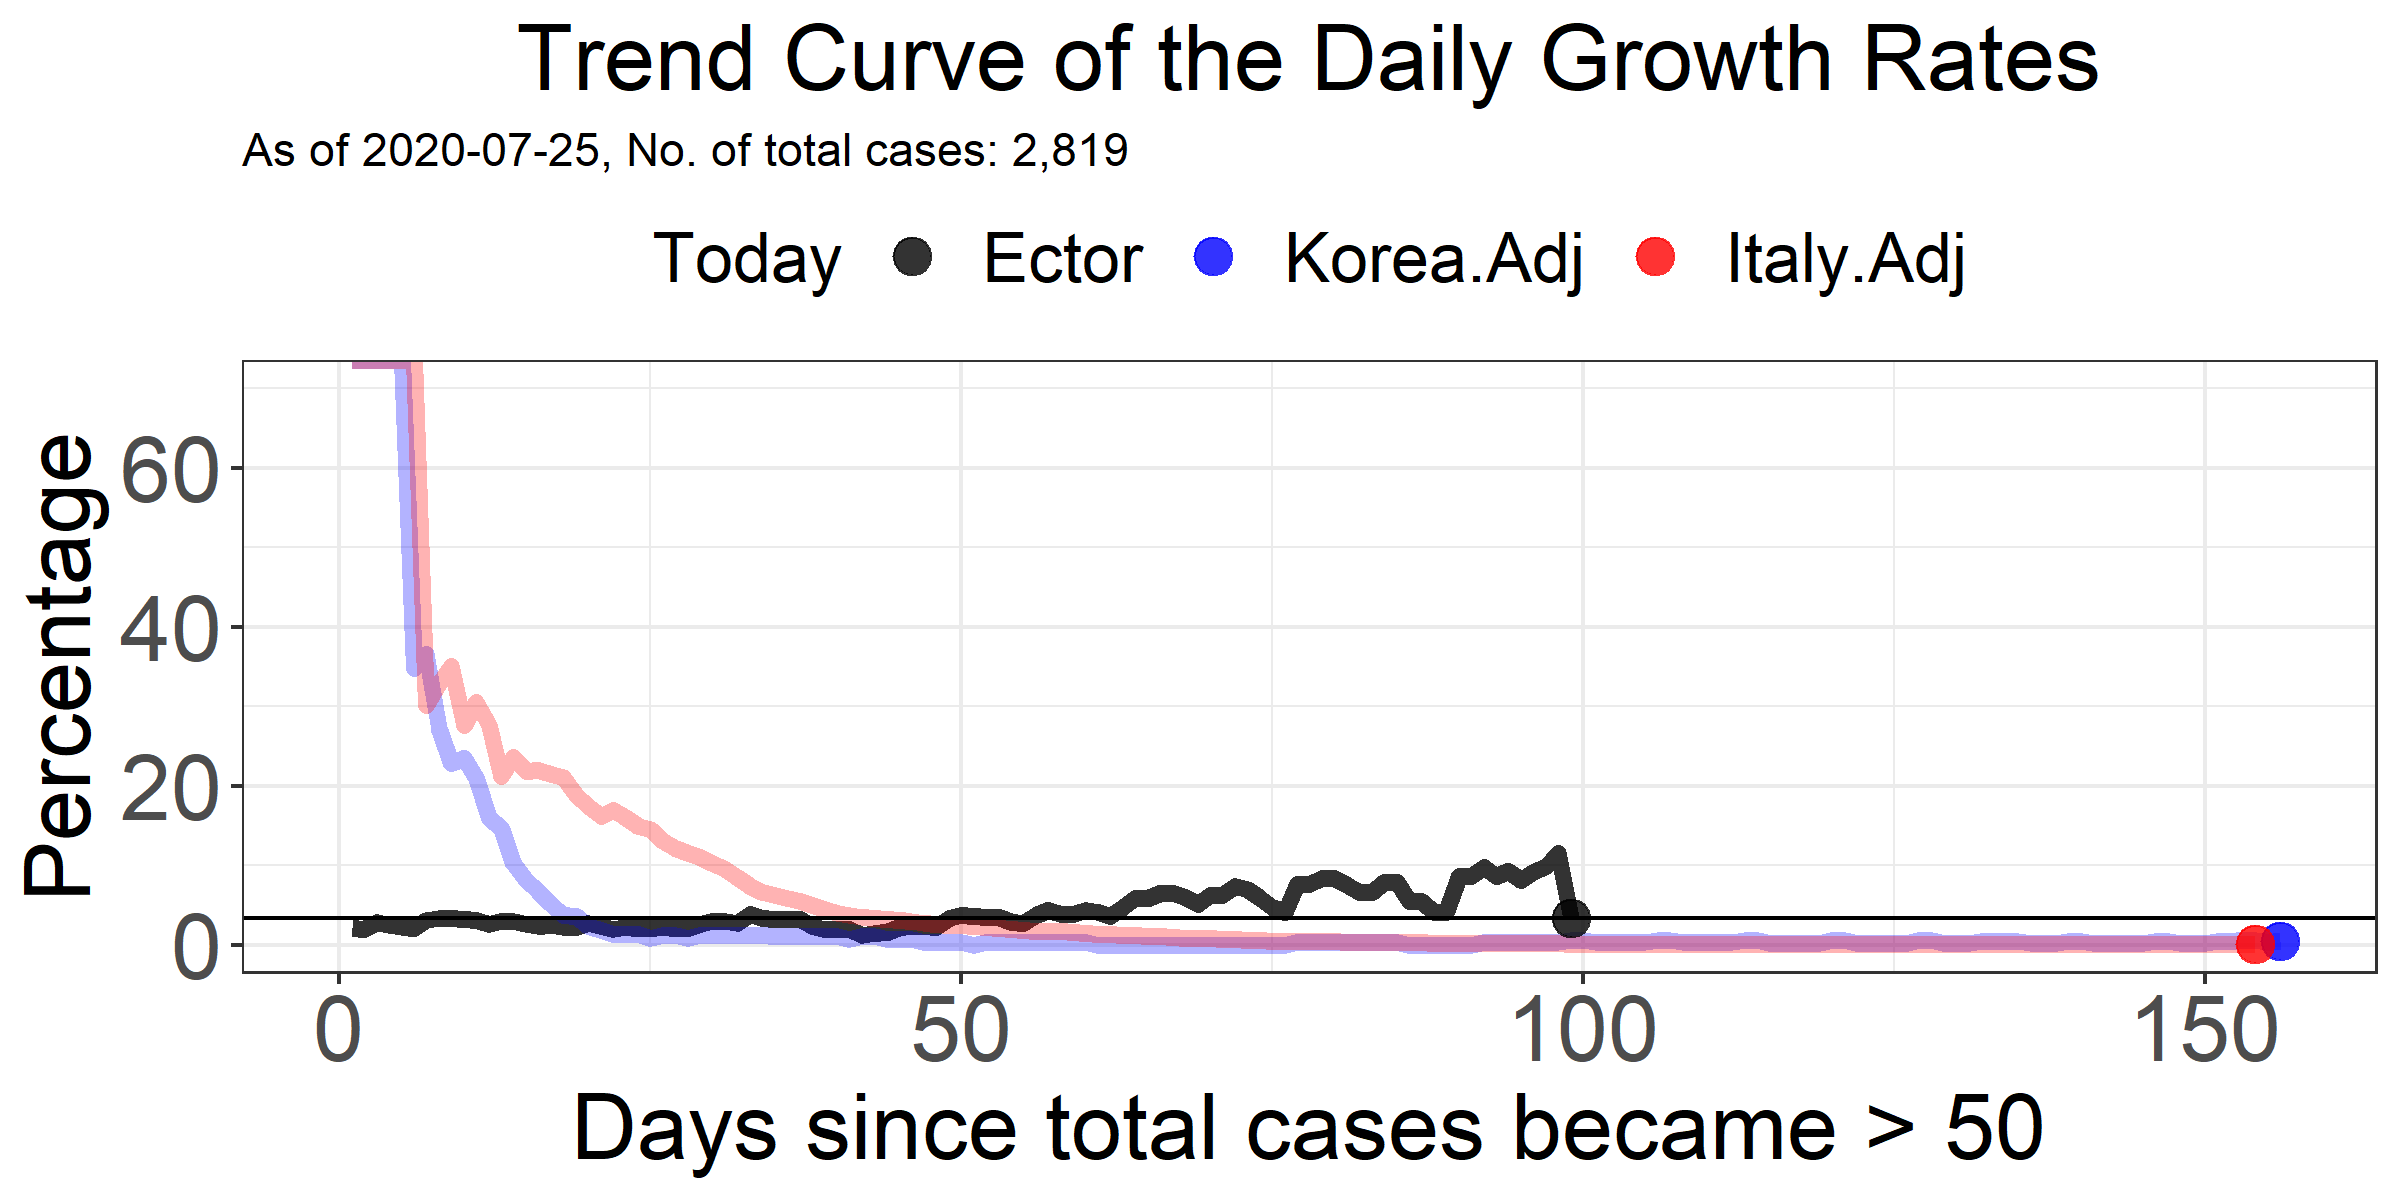 Trend Curve of the Daily Growth Rates
As of 2020-07-25, No. of total cases: 2,819
Today Ector Korea.Adj Italy.Adj
Percentage
60
40
20
0
0 50 100 150
Days since total cases became > 50